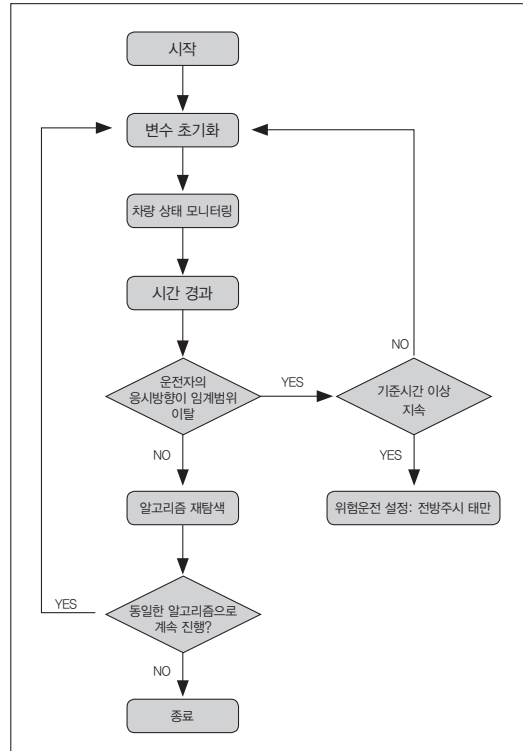 시작
변수 초기화
차량 상태 모니터링
시간 경과
NO
운전자의
응시방향이 임계범위
이탈
YES
기준시간 이상
지속
NO
YES
알고리즘 재탐색
위험운전 설정: 전방주시 태만
YES
동일한 알고리즘으로
계속 진행?
NO
종료